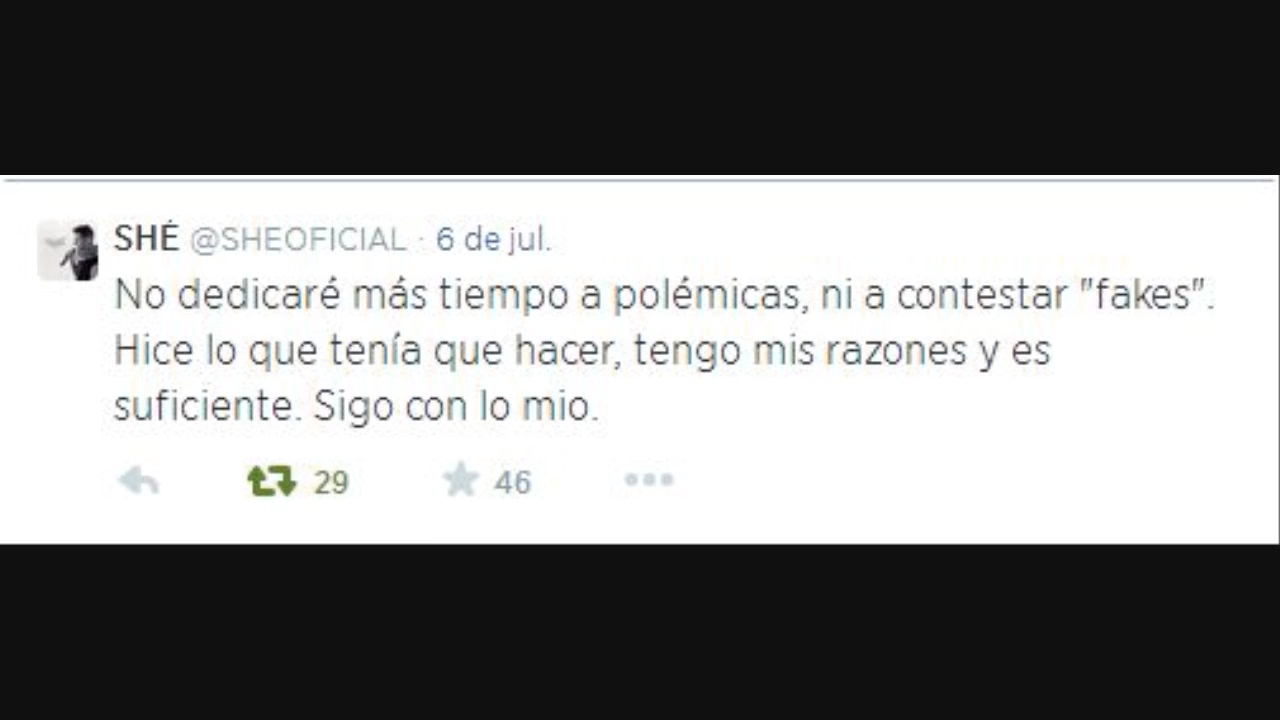 SHÉ @SHEOFICIAL · 6 de jul.
No dedicaré más tiempo a polémicas, ni a contestar "fakes".
Hice lo que tenía que hacer, tengo mis razones y es
suficiente. Sigo con lo mio.
29 46